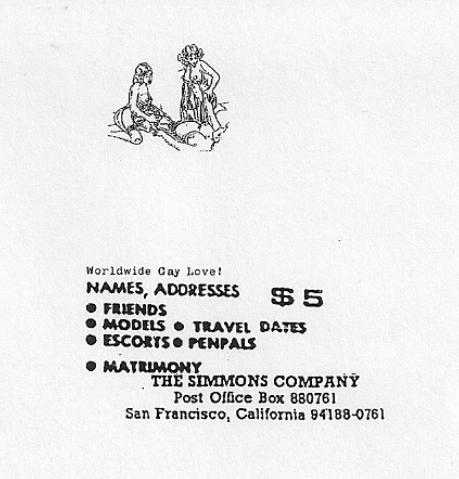 Worldwide Gay Love!
NAMES, ADDRESSES $5
● FRIENDS
● MODELS ● TRAVEL DATES
● ESCORTS ● PENPALS
● MATRIMONY
THE SIMMONS COMPANY
Post Office Box 880761
San Francisco, California 94188-0761